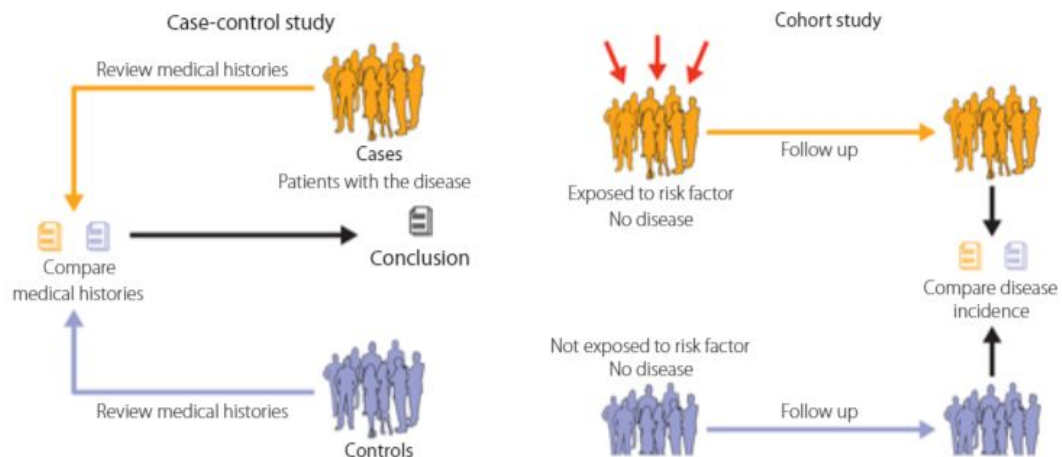 Case-control study
Review medical histories
Cases
Patients with the disease
Compare
medical histories
Conclusion
Review medical histories
Controls
Cohort study
Follow up
Exposed to risk factor
No disease
Compare disease
incidence
Not exposed to risk factor
No disease
Follow up